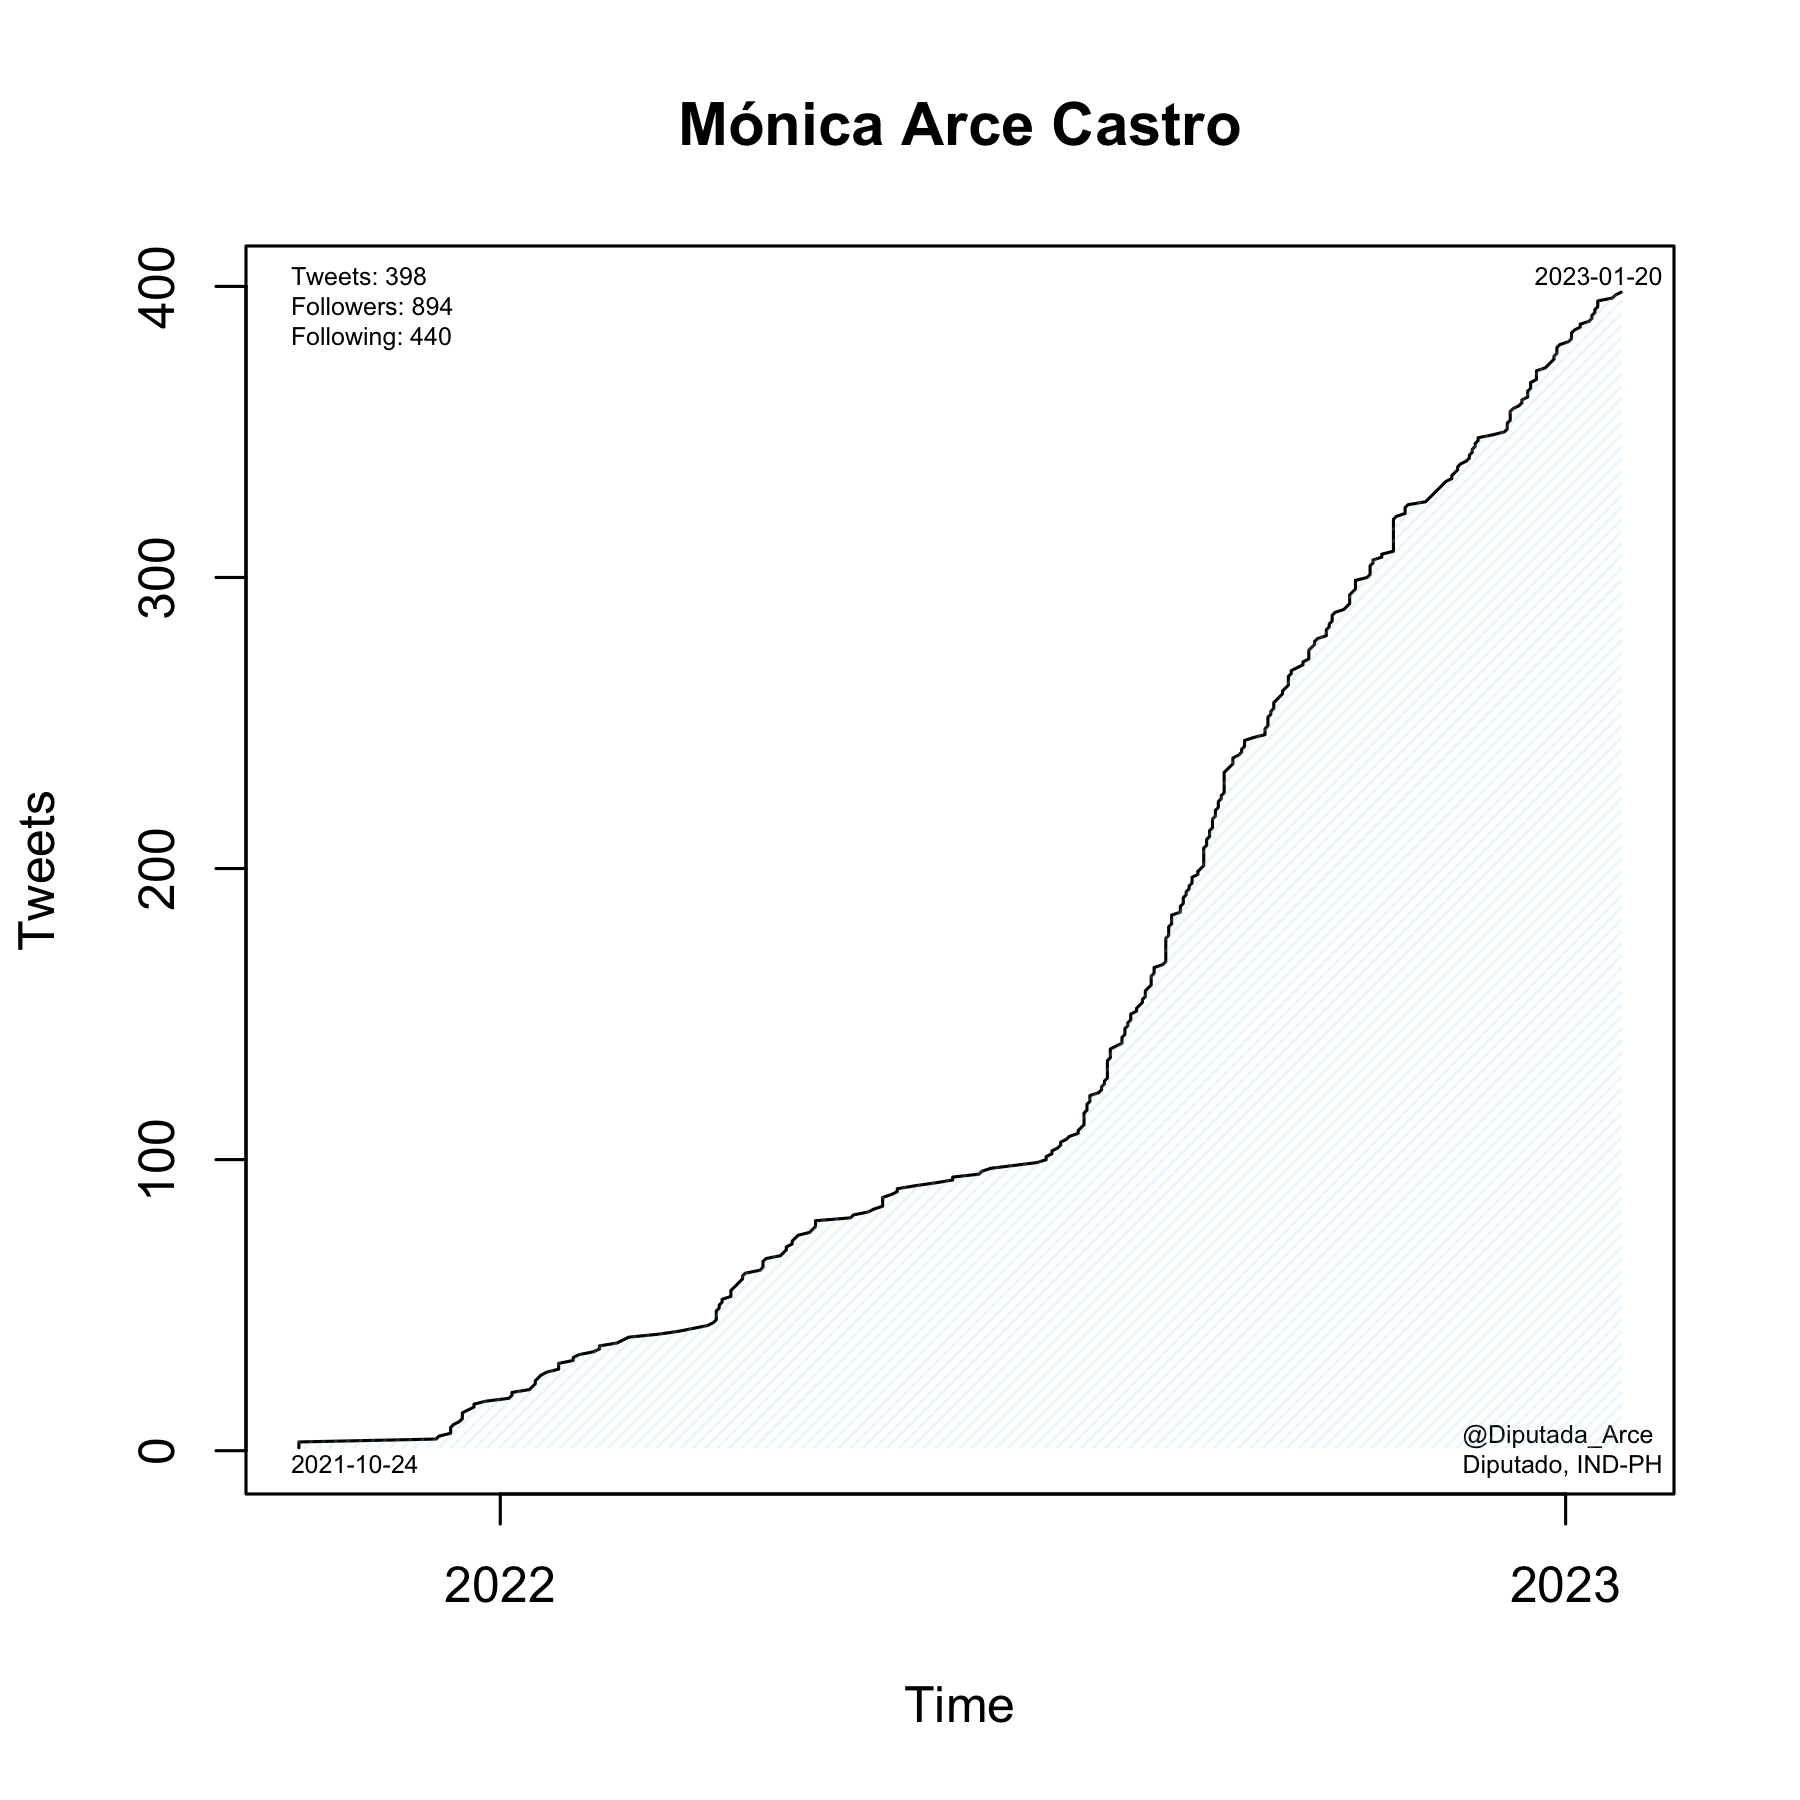 Mónica Arce Castro
Tweets: 398
Followers: 894
Following: 440
2023-01-20
400
300
200
100
0
Tweets
2021-10-24
@Diputada_Arce
Diputado, IND-PH
2022
2023
Time